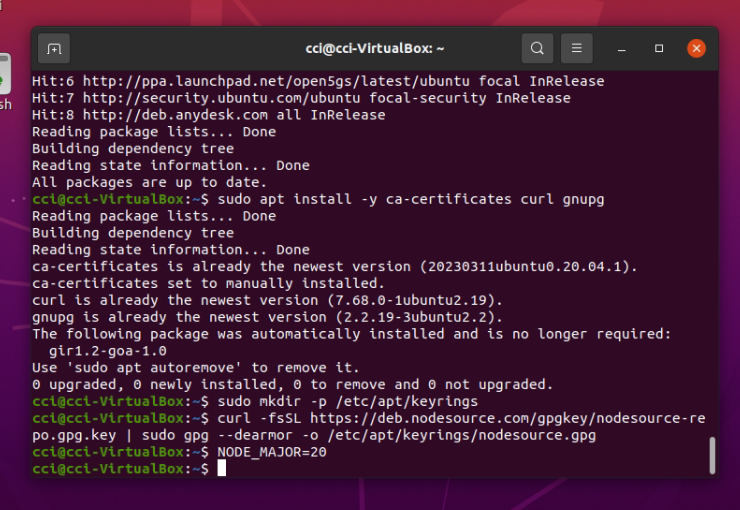 cci@cci-VirtualBox: ~
sh
Hit:6 http://ppa.launchpad.net/open5gs/latest/ubuntu focal InRelease
Hit:7 http://security.ubuntu.com/ubuntu focal-security InRelease
Hit:8 http://deb.anydesk.com all InRelease
Reading package lists... Done
Building dependency tree
Reading state information... Done
All packages are up to date.
cci@cci-VirtualBox:~$ sudo apt install -y ca-certificates curl gnupg
Reading package lists... Done
Building dependency tree
Reading state information... Done
ca-certificates is already the newest version (20230311ubuntu0.20.04.1).
ca-certificates set to manually installed.
curl is already the newest version (7.68.0-1ubuntu2.19).
gnupg is already the newest version (2.2.19-3ubuntu2.2).
The following package was automatically installed and is no longer required:
  gir1.2-goa-1.0
Use 'sudo apt autoremove' to remove it.
0 upgraded, 0 newly installed, 0 to remove and 0 not upgraded.
cci@cci-VirtualBox:~$ sudo mkdir -p /etc/apt/keyrings
cci@cci-VirtualBox:~$ curl -fsSL https://deb.nodesource.com/gpgkey/nodesource-re
po.gpg.key | sudo gpg --dearmor -o /etc/apt/keyrings/nodesource.gpg
cci@cci-VirtualBox:~$ NODE_MAJOR=20
cci@cci-VirtualBox:~$